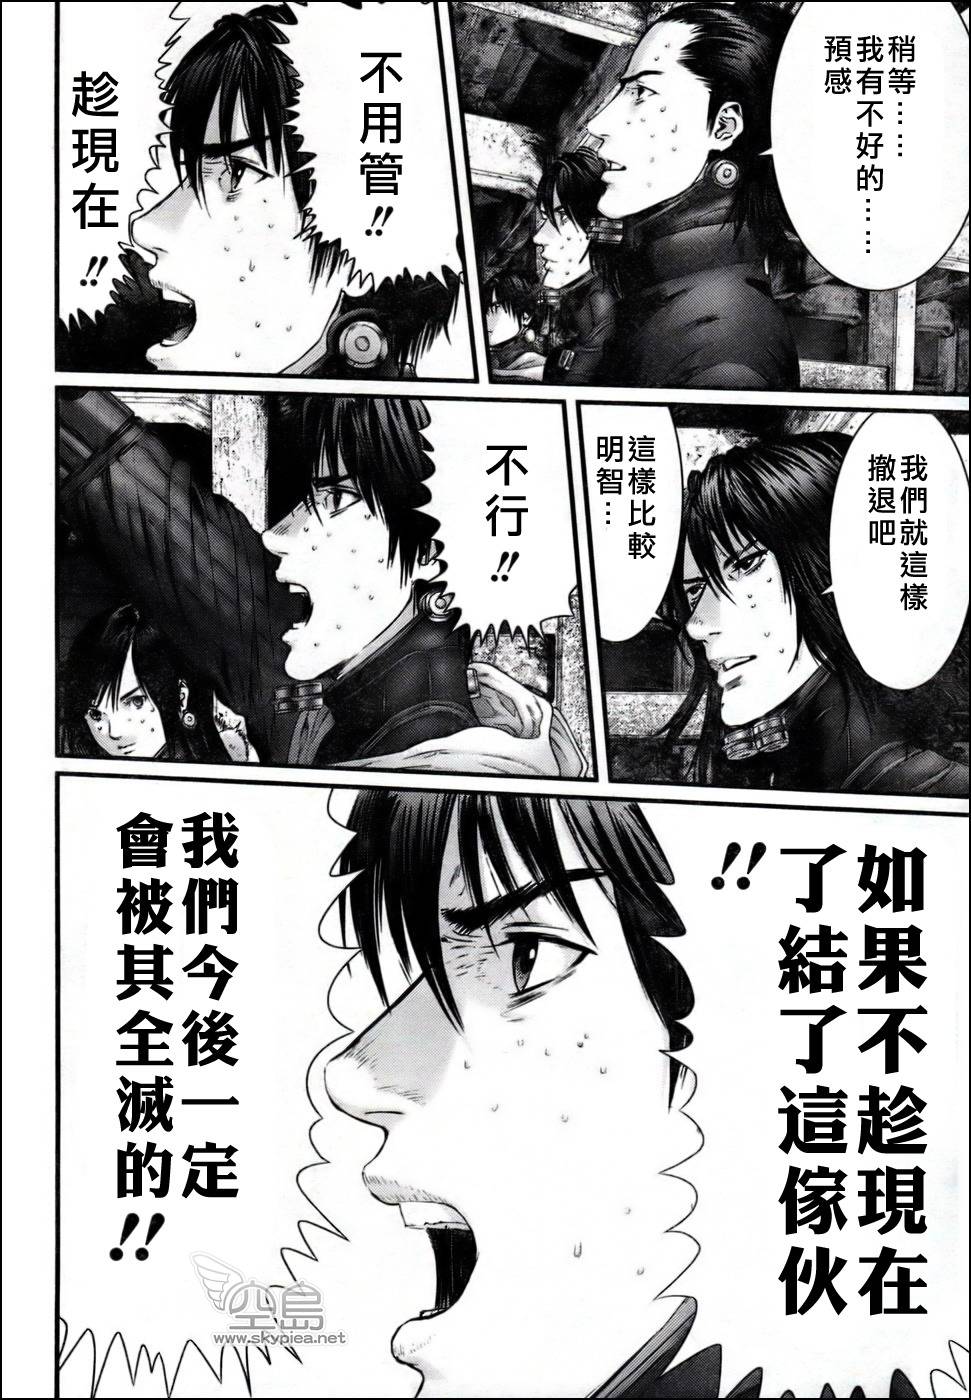 稍等……
我有不好的……
預感
不用管!!
趁現在!!
我們就這樣
撤退吧
這樣比較
明智…
不行!!
如果不趁現在
了結了這傢伙
!!
我們今後一定
會被其全滅的!!
空島
www.skypiea.net